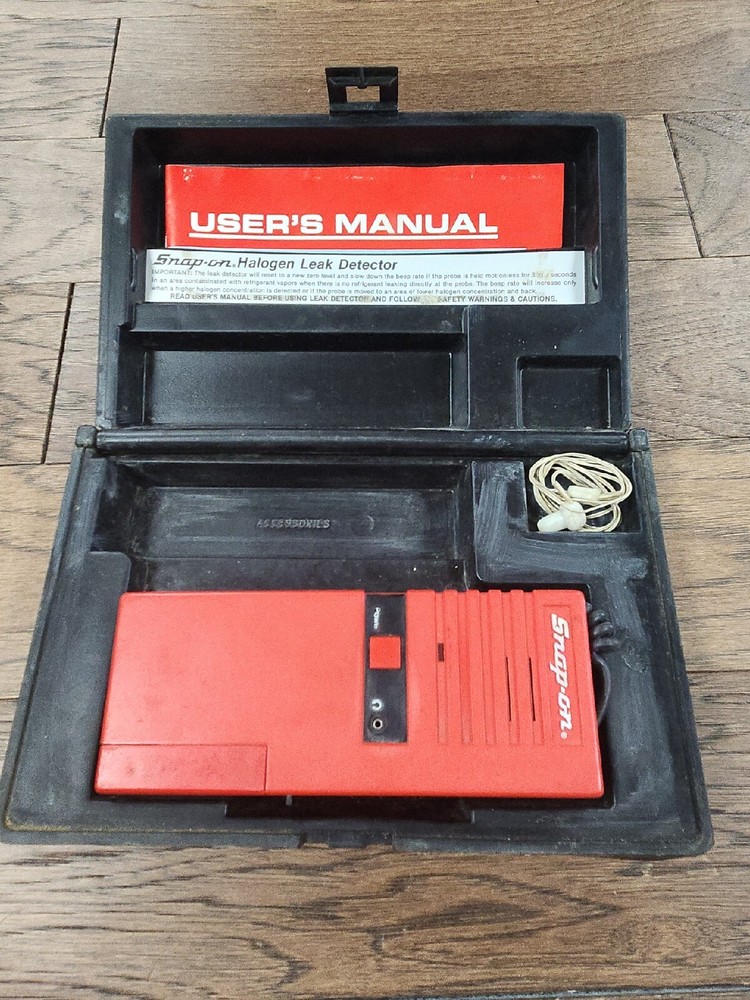 USER'S MANUAL
Snap-on® Halogen Leak Detector
IMPORTANT: The leak detector will reset to a new zero level and slow down the beep rate if the probe is held motionless for seconds
in an area contaminated with refrigerant vapors when there is no refrigerant leaking directly at the probe. The beep rate will increase only
when a higher halogen concentration is detected or if the probe is moved to an area of lower halogen concentration and back.
READ USER'S MANUAL BEFORE USING LEAK DETECTOR AND FOLLOW SAFETY WARNINGS & CAUTIONS.
ACCESSORIES
POWER
Snap-on®